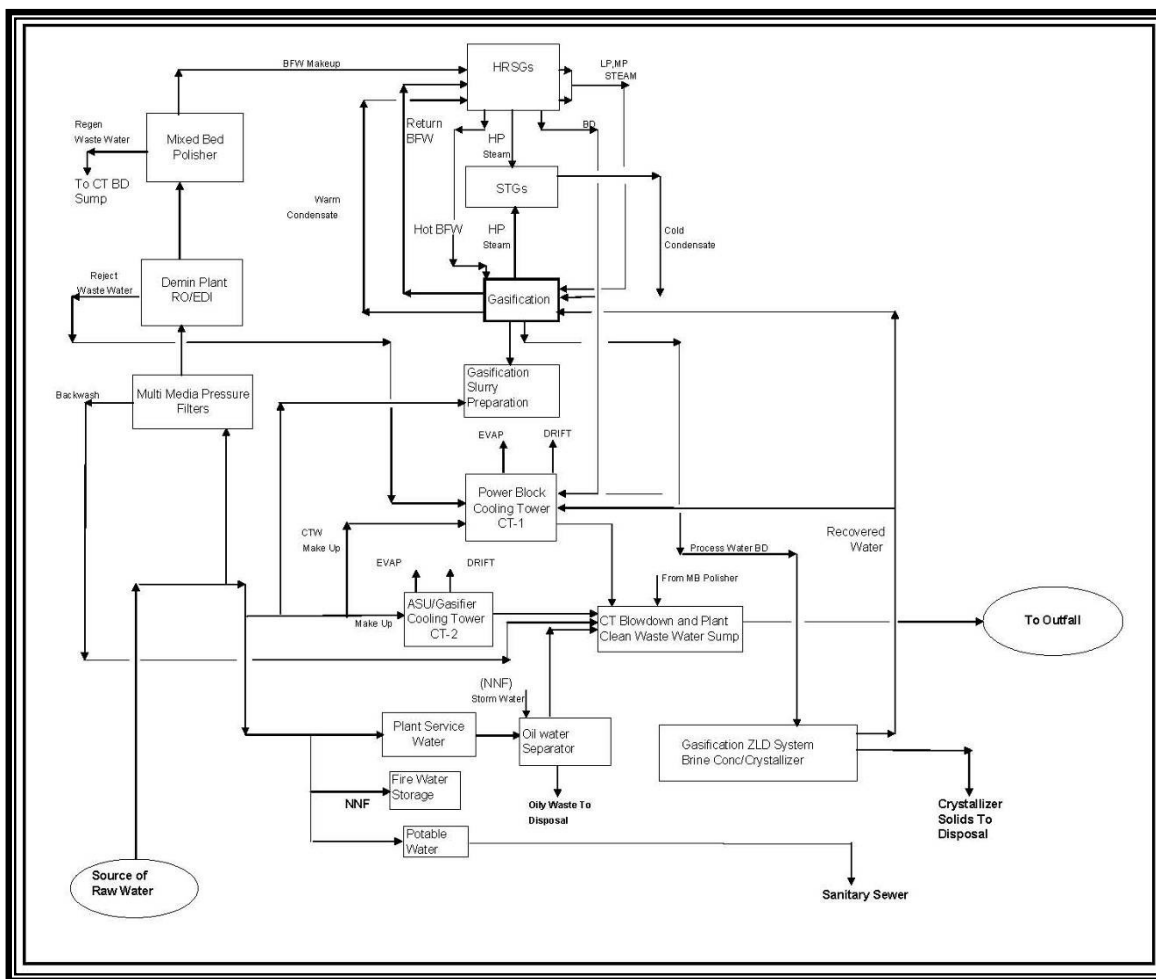 HRSGs
BFW Makeup
LP,MP
STEAM
Regen
Waste Water
Mixed Bed
Polisher
To CT BD
Sump
Return
BFW
HP
Steam
BD
STGs
Warm
Condensate
Hot BFW
HP
Steam
Cold
Condensate
Reject
Waste Water
Demin Plant
RO/EDI
Gasification
Backwash
Multi Media Pressure
Filters
Gasification
Slurry
Preparation
EVAP
DRIFT
Power Block
Cooling Tower
CT-1
CTW
Make Up
Recovered
Water
Process Water BD
EVAP
DRIFT
From MB Polisher
ASU/Gasifier
Cooling Tower
CT-2
Make Up
CT Blowdown and Plant
Clean Waste Water Sump
To Outfall
(NNF)
Storm Water
Plant Service
Water
Oil water
Separator
Gasification ZLD System
Brine Conc/Crystallizer
Fire Water
Storage
NNF
Oily Waste To
Disposal
Crystallizer
Solids To
Disposal
Potable
Water
Source of
Raw Water
Sanitary Sewer